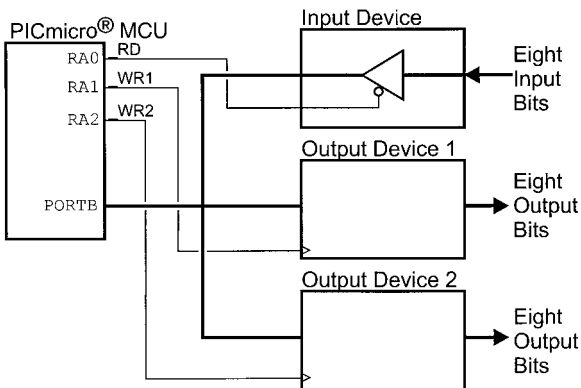 PICmicro® MCU
RA0
RD
RA1
WR1
RA2
WR2
PORTB
Input Device
Eight
Input
Bits
Output Device 1
Eight
Output
Bits
Output Device 2
Eight
Output
Bits